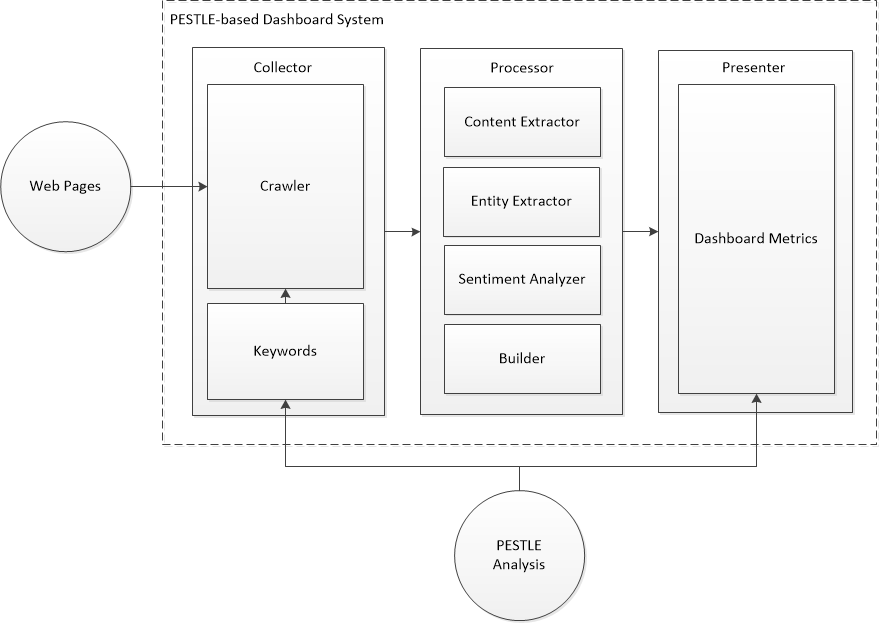 PESTLE-based Dashboard System
Collector
Processor
Presenter
Web Pages
Crawler
Keywords
Content Extractor
Entity Extractor
Sentiment Analyzer
Builder
Dashboard Metrics
PESTLE
Analysis